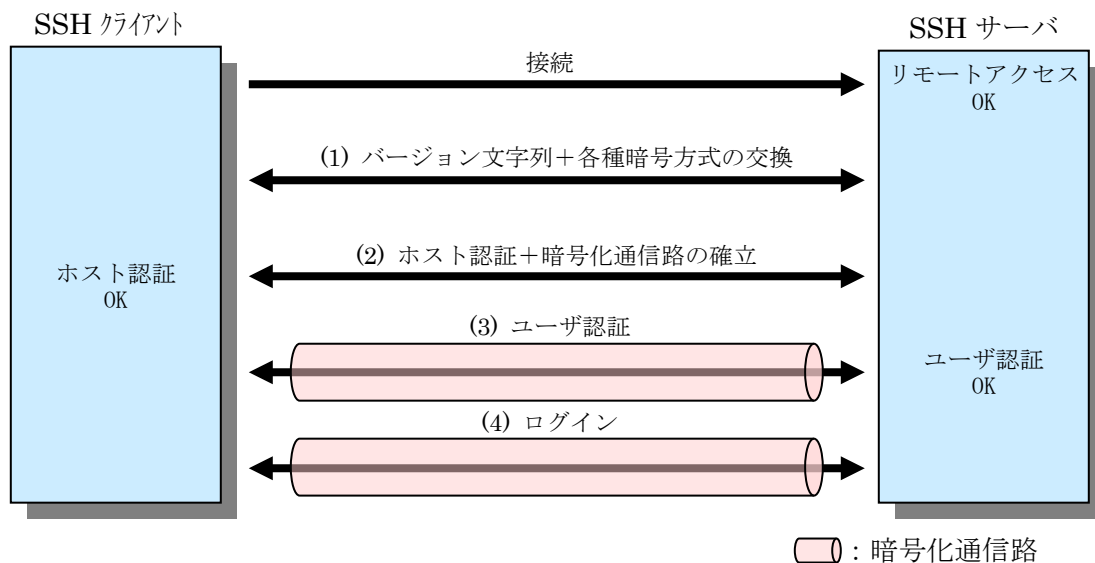 SSH クライアント
SSH サーバ
接続
リモートアクセス
OK
(1) バージョン文字列＋各種暗号方式の交換
(2) ホスト認証＋暗号化通信路の確立
ホスト認証
OK
(3) ユーザ認証
ユーザ認証
OK
(4) ログイン
：暗号化通信路